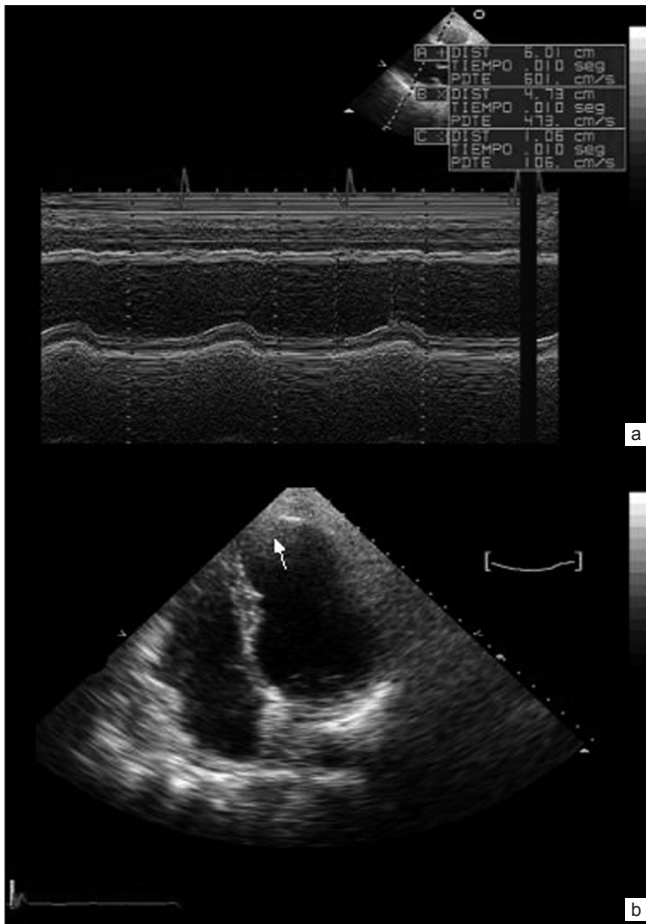 A + DIST 6.01 cm
TIEMPO .010 seg
PDTE 601. cm/s
B × DIST 4.73 cm
TIEMPO .010 seg
PDTE 473. cm/s
C DIST 1.06 cm
TIEMPO .010 seg
PDTE 106. cm/s
a
b